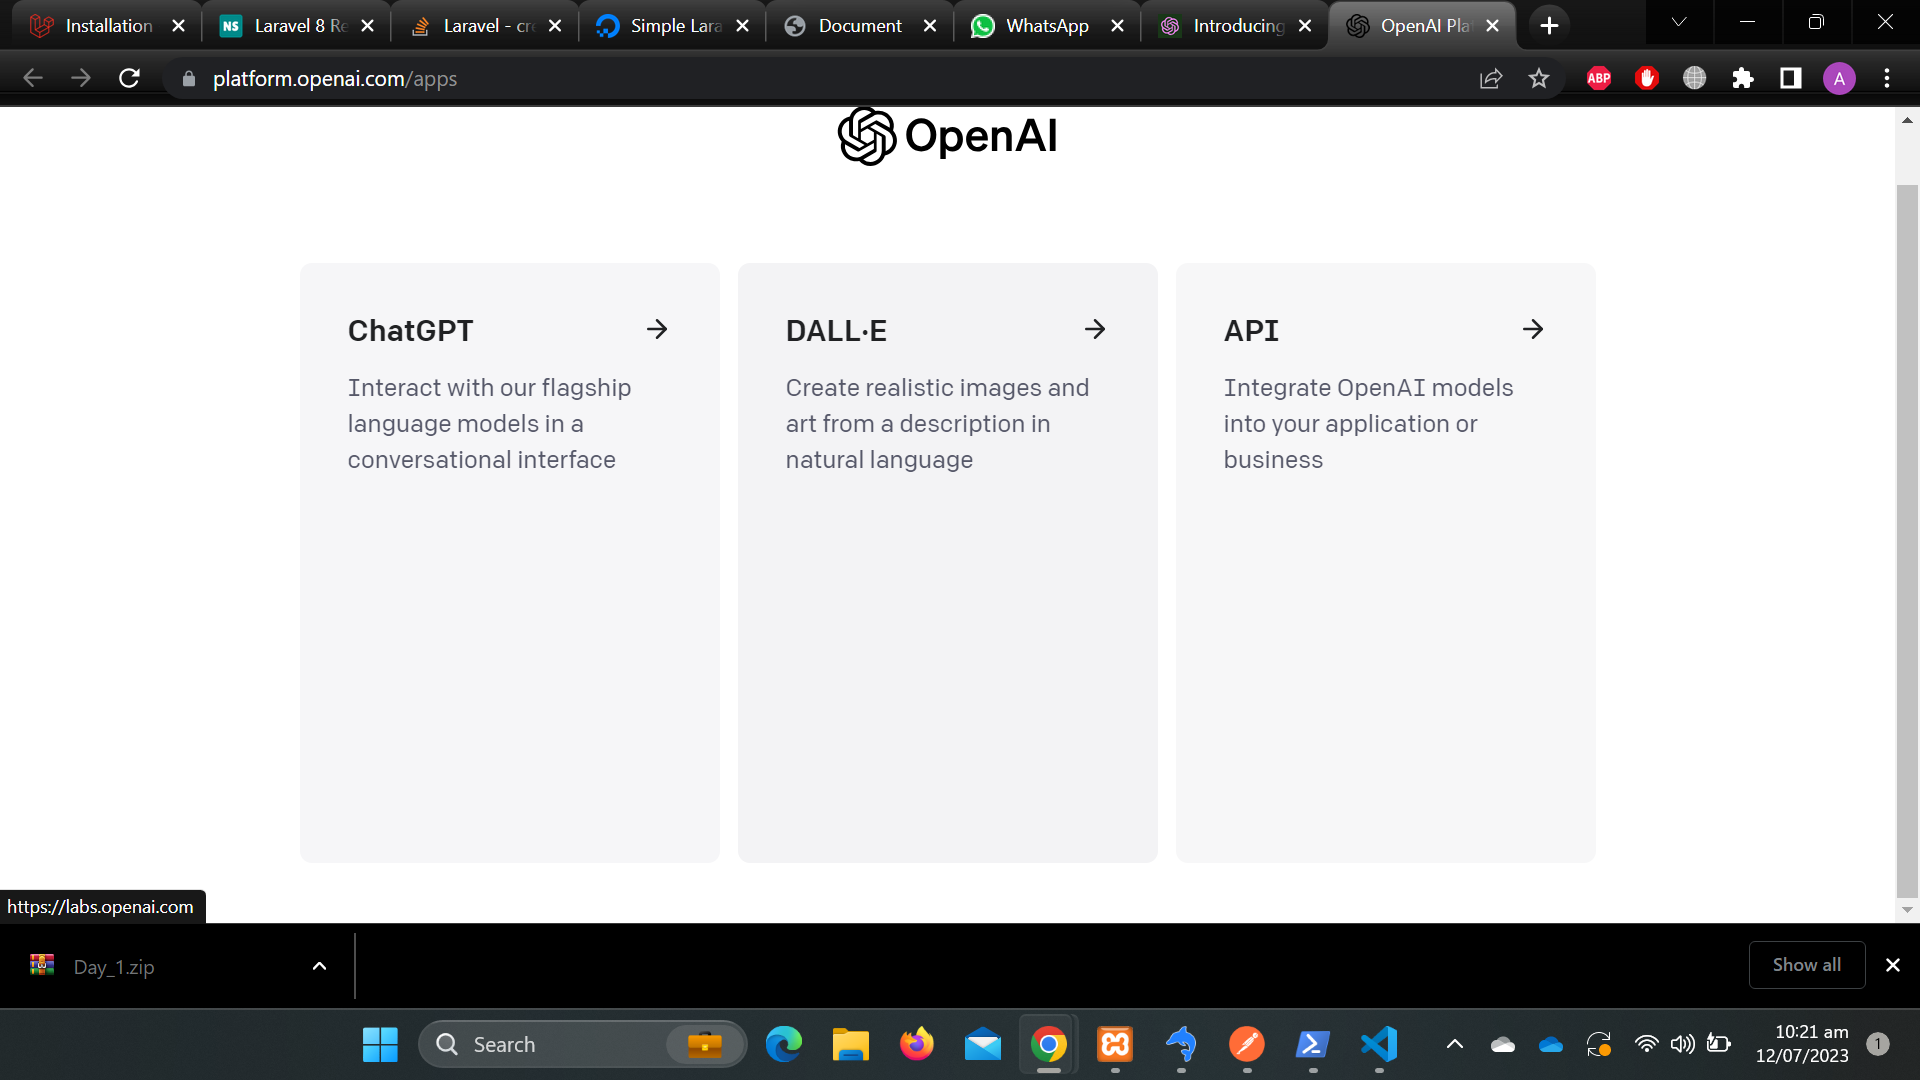 Installation
Laravel 8 Re
Laravel - cr
Simple Lara
Document
WhatsApp
Introducing
OpenAI Pla
platform.openai.com/apps
ABP
A
OpenAI
ChatGPT
Interact with our flagship
language models in a
conversational interface
DALL·E
Create realistic images and
art from a description in
natural language
API
Integrate OpenAI models
into your application or
business
https://labs.openai.com
Day_1.zip
Show all
Search
10:21 am
12/07/2023
1